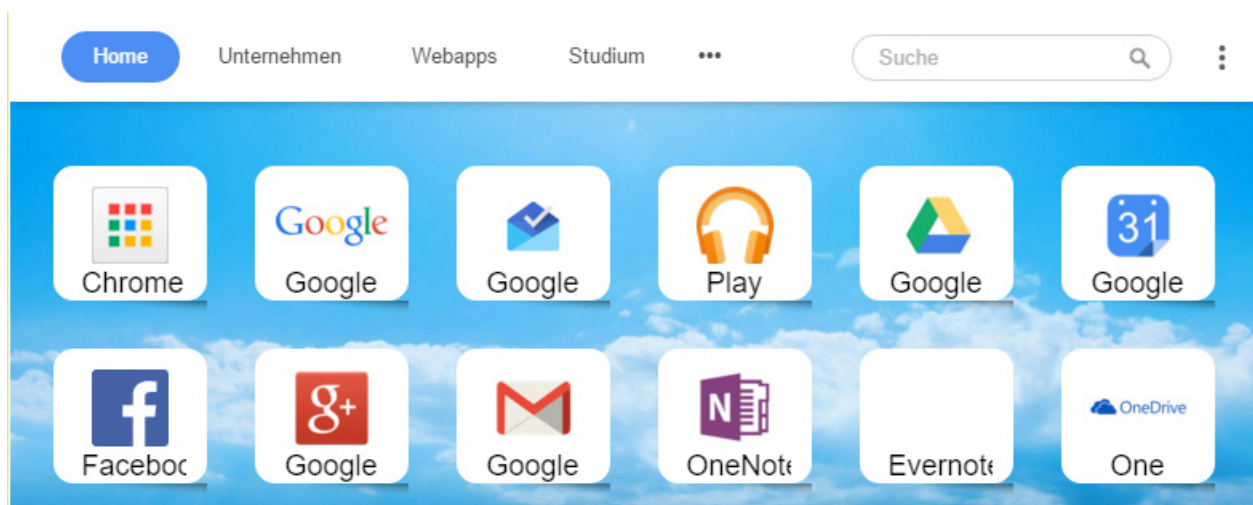 Home Unternehmen Webapps Studium ••• Suche
Google
31
Chrome Google Google Play Google Google
f g+ M N OneDrive
Faceboc Google Google OneNote Evernote One